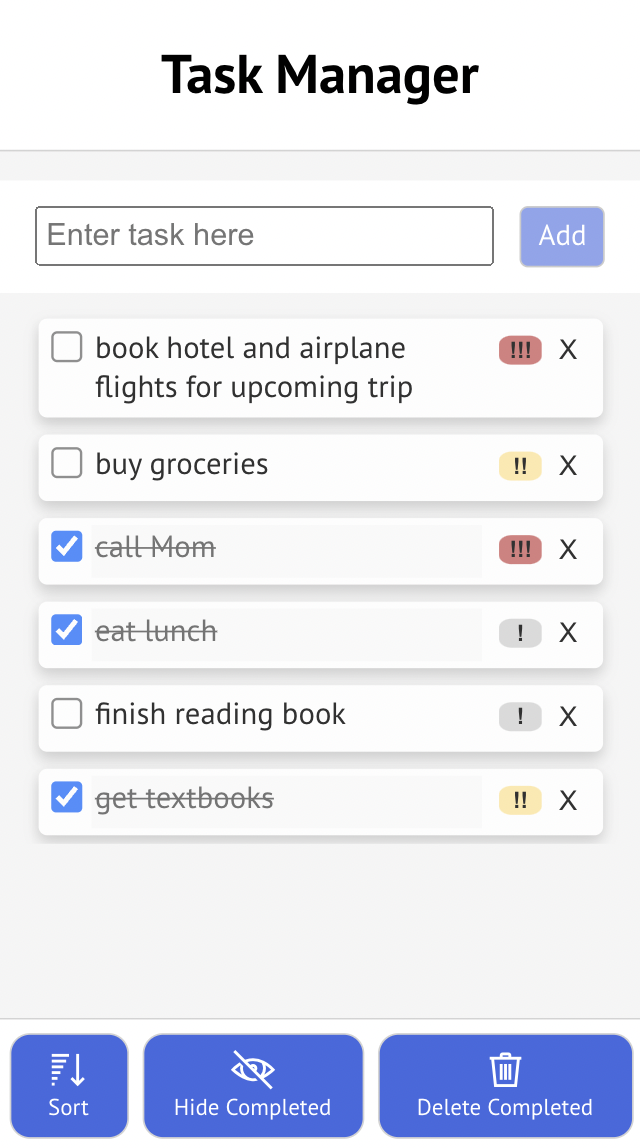 Task Manager
Enter task here
Add
book hotel and airplane
flights for upcoming trip
!!!
X
buy groceries
!!
X
call Mom
!!!
X
eat lunch
!
X
finish reading book
!
X
get textbooks
!!
X
Sort
Hide Completed
Delete Completed